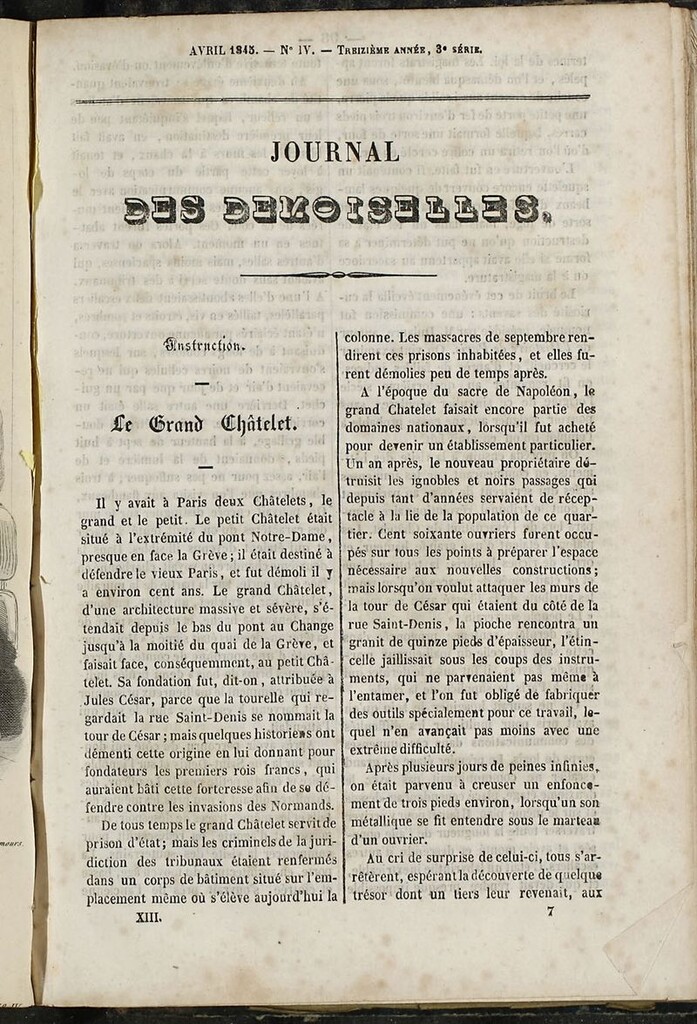 AVRIL 1845. — N° IV. — TREIZIÈME ANNÉE, 3e SÉRIE.
JOURNAL
DES DEMOISELLES.
Instruction.
Le Grand Châtelet.
Il y avait à Paris deux Châtelets, le
grand et le petit. Le petit Châtelet était
situé à l'extrémité du pont Notre-Dame,
presque en face la Grève ; il était destiné à
défendre le vieux Paris, et fut démoli il y
a environ cent ans. Le grand Châtelet,
d'une architecture massive et sévère, s'é-
tendait depuis le bas du pont au Change
jusqu'à la moitié du quai de la Grève, et
faisait face, conséquemment, au petit Châ-
telet. Sa fondation fut, dit-on, attribuée à
Jules César, parce que la tourelle qui re-
gardait la rue Saint-Denis se nommait la
tour de César ; mais quelques historiens ont
démenti cette origine en lui donnant pour
fondateurs les premiers rois francs, qui
auraient bâti cette forteresse afin de se dé-
fendre contre les invasions des Normands.
De tous temps le grand Châtelet servit de
prison d'état ; mais les criminels de la juri-
diction des tribunaux étaient renfermés
dans un corps de bâtiment situé sur l'em-
placement même où s'élève aujourd'hui la
XIII.
colonne. Les massacres de septembre ren-
dirent ces prisons inhabitées, et elles fu-
rent démolies peu de temps après.
A l'époque du sacre de Napoléon, le
grand Chatelet faisait encore partie des
domaines nationaux, lorsqu'il fut acheté
pour devenir un établissement particulier.
Un an après, le nouveau propriétaire dé-
truisit les ignobles et noirs passages qui
depuis tant d'années servaient de récep-
tacle à la lie de la population de ce quar-
tier. Cent soixante ouvriers furent occu-
pés sur tous les points à préparer l'espace
nécessaire aux nouvelles constructions ;
mais lorsqu'on voulut attaquer les murs de
la tour de César qui étaient du côté de la
rue Saint-Denis, la pioche rencontra un
granit de quinze pieds d'épaisseur, l'étin-
celle jaillissait sous les coups des instru-
ments, qui ne parvenaient pas même à
l'entamer, et l'on fut obligé de fabriquer
des outils spécialement pour ce travail, le-
quel n'en avançait pas moins avec une
extrême difficulté.
Après plusieurs jours de peines infinies,
on était parvenu à creuser un enfonce-
ment de trois pieds environ, lorsqu'un son
métallique se fit entendre sous le marteau
d'un ouvrier.
Au cri de surprise de celui-ci, tous s'ar-
rêtèrent, espérant la découverte de quelque
trésor dont un tiers leur revenait, aux
7